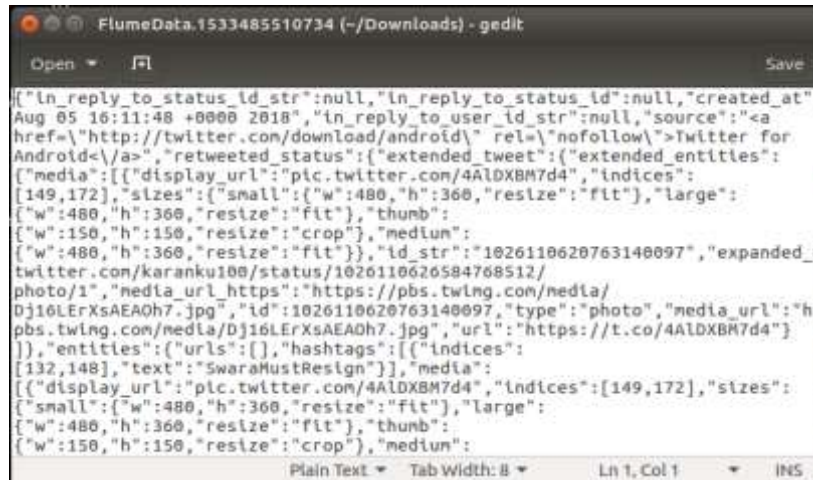 FlumeData.1533485510734 (~/Downloads) - gedit
Open Save
{"in_reply_to_status_id_str":null,"in_reply_to_status_id":null,"created_at"
Aug 05 16:11:48 +0000 2018","in_reply_to_user_id_str":null,"source":"<a
href=\"http://twitter.com/download/android\" rel=\"nofollow\">Twitter for
Android<\/a>","retweeted_status":{"extended_tweet":{"extended_entities":
{"media":[{"display_url":"pic.twitter.com/4AlDXBM7d4","indices":
[149,172],"sizes":{"small":{"w":480,"h":360,"resize":"fit"},"large":
{"w":480,"h":360,"resize":"fit"},"thumb":
{"w":150,"h":150,"resize":"crop"},"medium":
{"w":480,"h":360,"resize":"fit"}},"id_str":"1026110620763140097","expanded_
twitter.com/karanku100/status/1026110626584768512/
photo/1","media_url_https":"https://pbs.twimg.com/media/
Dj16LErXsAEAOh7.jpg","id":1026110620763140097,"type":"photo","media_url":"h
pbs.twimg.com/media/Dj16LErXsAEAOh7.jpg","url":"https://t.co/4AlDXBM7d4"}
]},"entities":{"urls":[],"hashtags":[{"indices":
[132,148],"text":"SwaraMustResign"}],"media":
[{"display_url":"pic.twitter.com/4AlDXBM7d4","indices":[149,172],"sizes":
{"small":{"w":480,"h":360,"resize":"fit"},"large":
{"w":480,"h":360,"resize":"fit"},"thumb":
{"w":150,"h":150,"resize":"crop"},"medium":
Plain Text Tab Width: 8 Ln 1, Col 1 INS